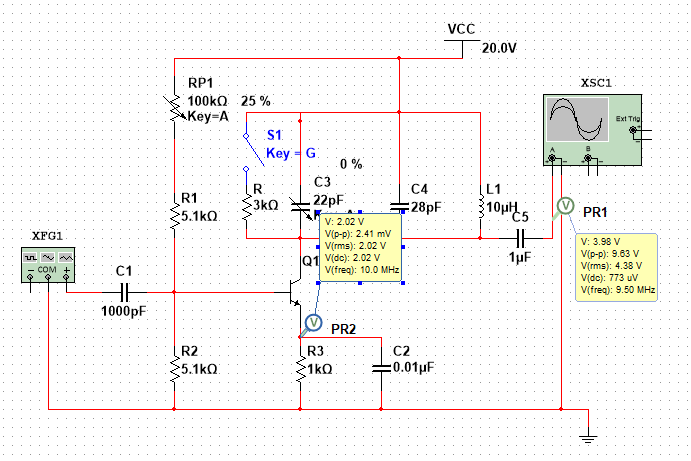 VCC
20.0V
XSC1
RP1
100kΩ
Key=A
25 %
Ext Trig
A
B
S1
Key = G
0 %
R
3kΩ
C3
22pF
C4
28pF
L1
10µH
R1
5.1kΩ
PR1
C5
1µF
V: 2.02 V
V(p-p): 2.41 mV
V(rms): 2.02 V
V(dc): 2.02 V
V(freq): 10.0 MHz
V: 3.98 V
V(p-p): 9.63 V
V(rms): 4.38 V
V(dc): 773 uV
V(freq): 9.50 MHz
XFG1
COM
C1
1000pF
Q1
V
V
PR2
R2
5.1kΩ
R3
1kΩ
C2
0.01µF